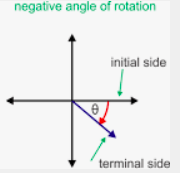 negative angle of rotation
initial side
θ
terminal side